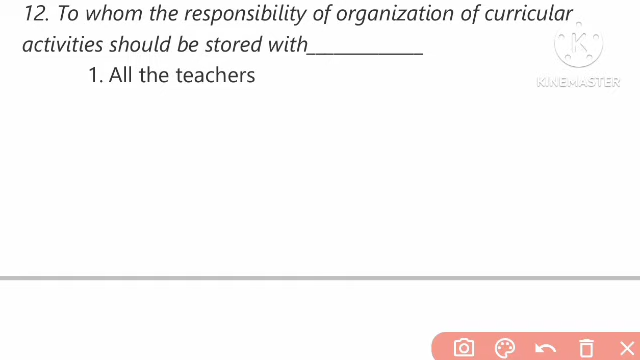 12. To whom the responsibility of organization of curricular
activities should be stored with___________
1. All the teachers
K
KINEMASTER